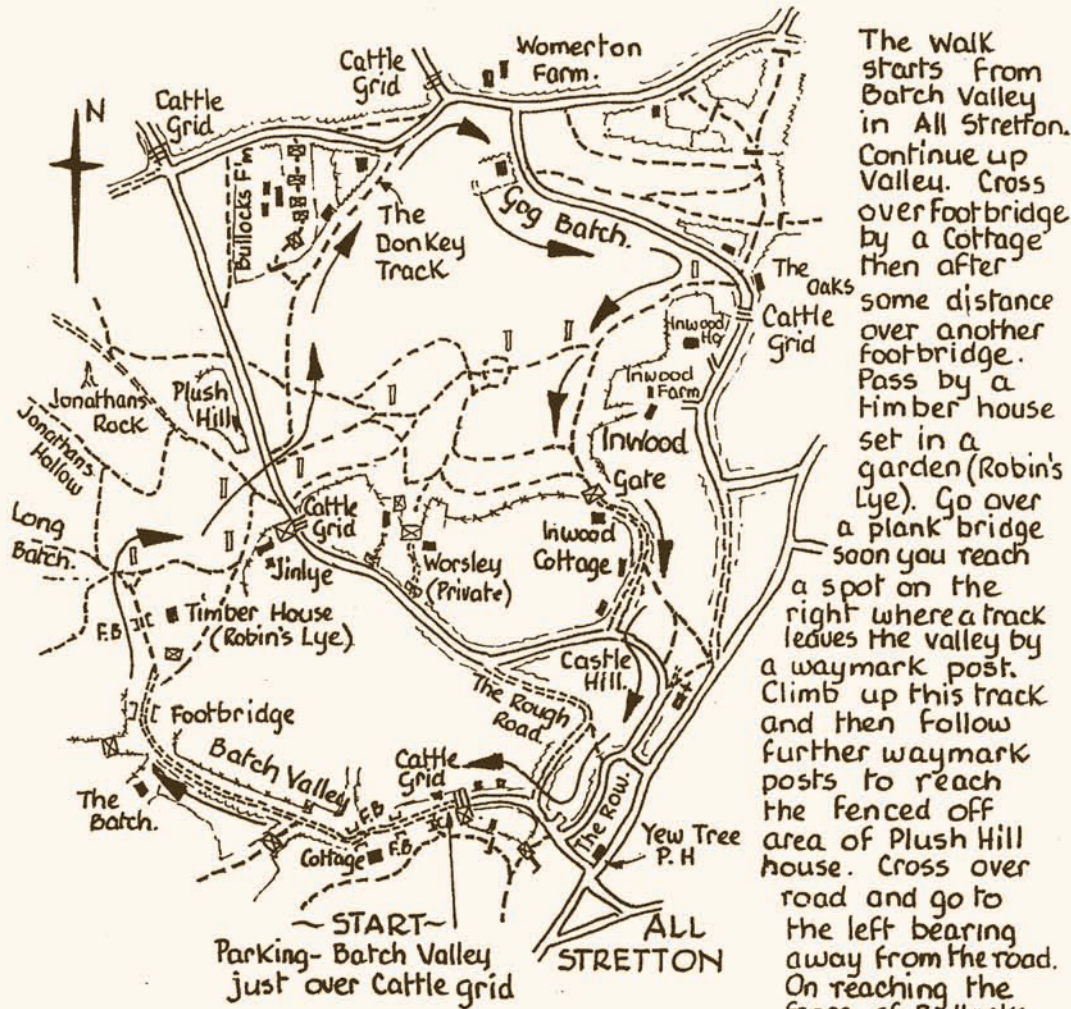 Womerton
Farm.
Cattle
Grid
Cattle
Grid
N
Bullocks Fm
The
Donkey
Track
Gog Batch.
The
Oaks
Cattle
Grid
Inwood
Ho
Inwood
Farm
Inwood
Gate
Jonathans
Rock
Plush
Hill
Jonathan's
Hollow
Long
Batch.
Cattle
Grid
Jinlye
Worsley
(Private)
Inwood
Cottage
F.B
Timber House
(Robin's Lye)
Castle
Hill.
The Rough
Road
Footbridge
Batch Valley
Cattle
Grid
The
Batch.
The Row.
F.B
Cottage
Yew Tree
P.H
~ START ~
Parking - Batch Valley
just over Cattle grid
ALL
STRETTON
The walk
starts from
Batch Valley
in All Stretton.
Continue up
Valley. Cross
over footbridge
by a Cottage
then after
some distance
over another
footbridge.
Pass by a
timber house
set in a
garden (Robin's
Lye). Go over
a plank bridge
soon you reach
a spot on the
right where a track
leaves the valley by
a waymark post.
Climb up this track
and then follow
further waymark
posts to reach
the fenced off
area of Plush Hill
house. Cross over
road and go to
the left bearing
away from the road.
On reaching the